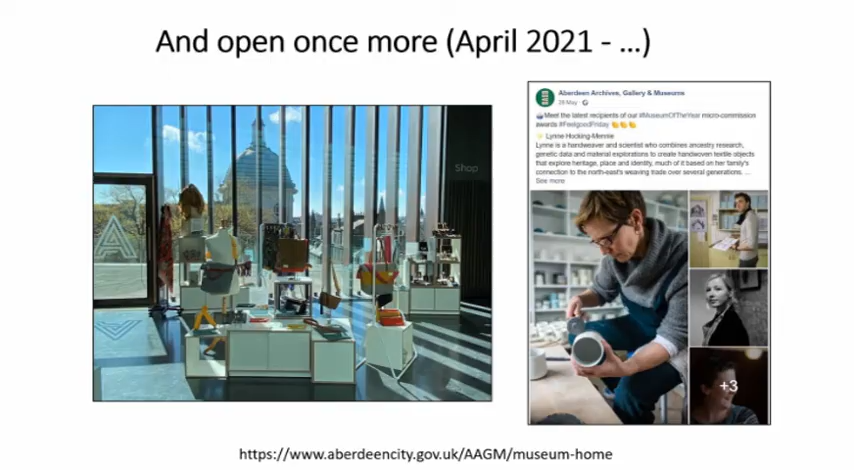 And open once more (April 2021 - ...)
Shop
Aberdeen Archives, Gallery & Museums
28 May ·
Meet the latest recipients of our #MuseumOfTheYear micro-commission
awards #FeelgoodFriday 👏👏👏
Lynne Hocking-Mennie
Lynne is a handweaver and scientist who combines ancestry research,
genetic data and material explorations to create handwoven textile objects
that explore heritage, place and identity, much of it based on her family's
connection to the north-east's weaving trade over several generations. ...
See more
+3
https://www.aberdeencity.gov.uk/AAGM/museum-home